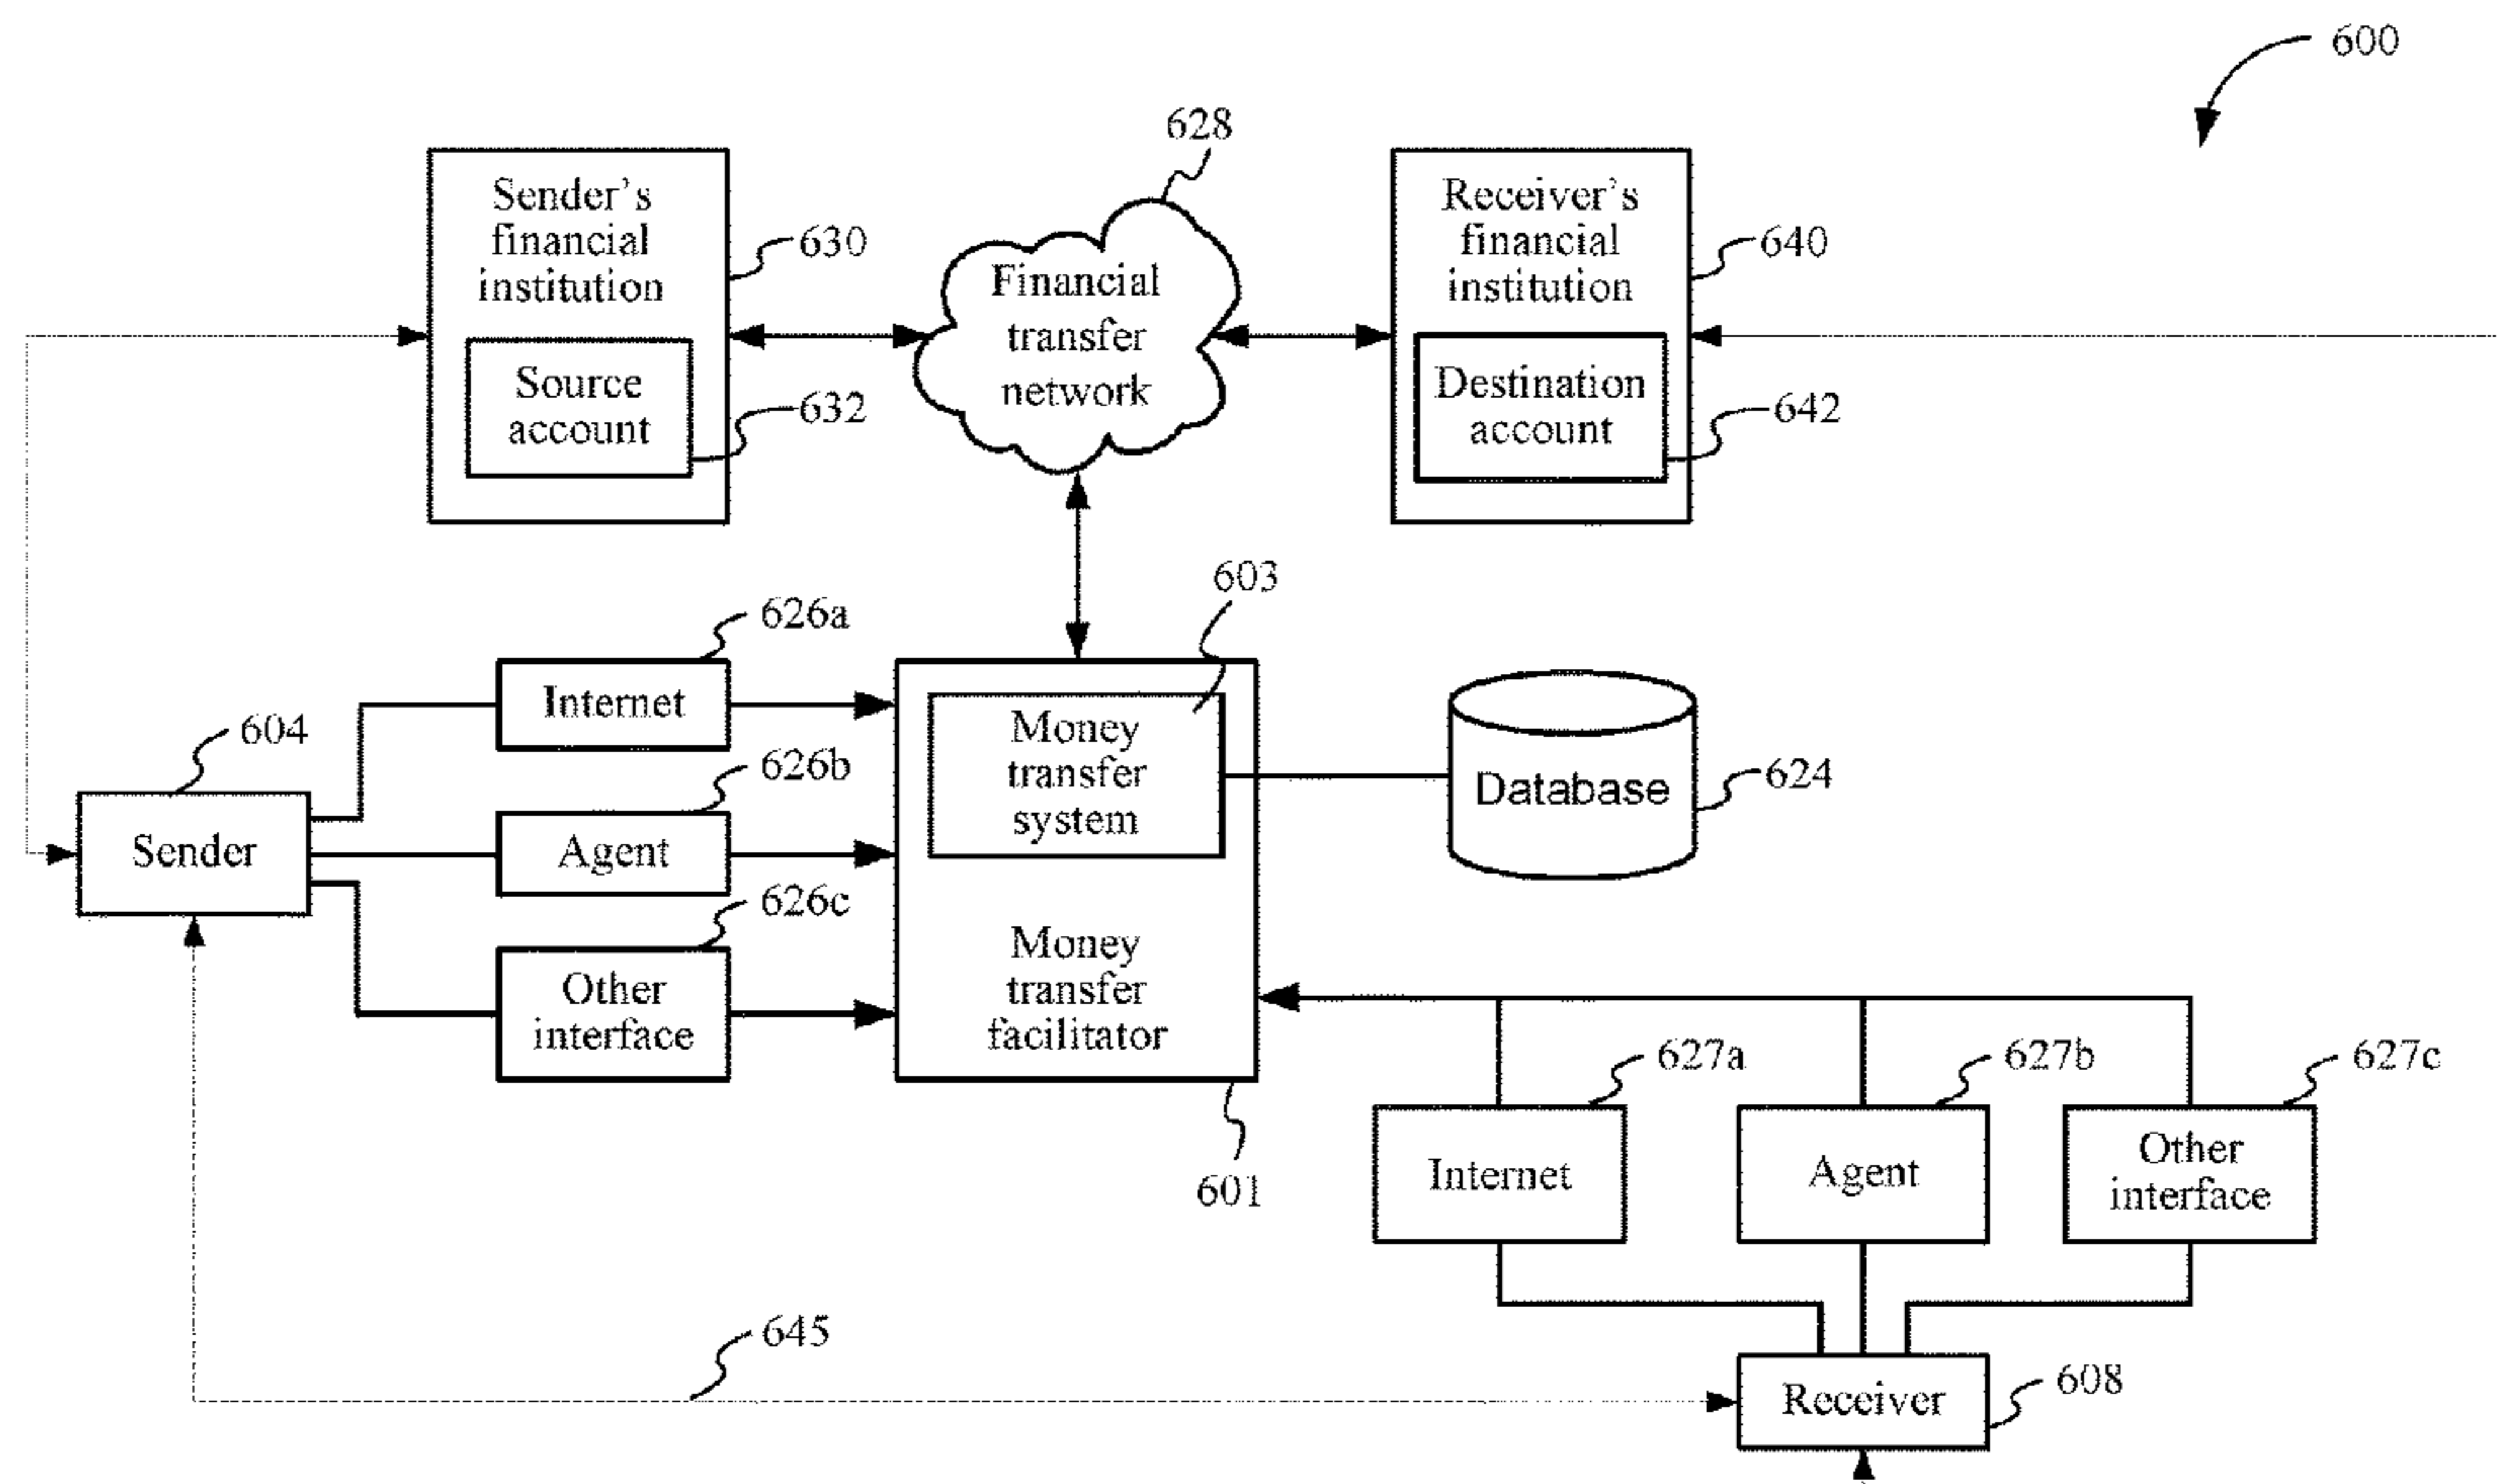 600
628
Sender's
financial
institution
630
Source
account
632
Financial
transfer
network
Receiver's
financial
institution
640
Destination
account
642
603
626a
Internet
604
Sender
626b
Agent
626c
Other
interface
Money
transfer
system
Money
transfer
facilitator
601
Database
624
627a
Internet
627b
Agent
627c
Other
interface
645
Receiver
608